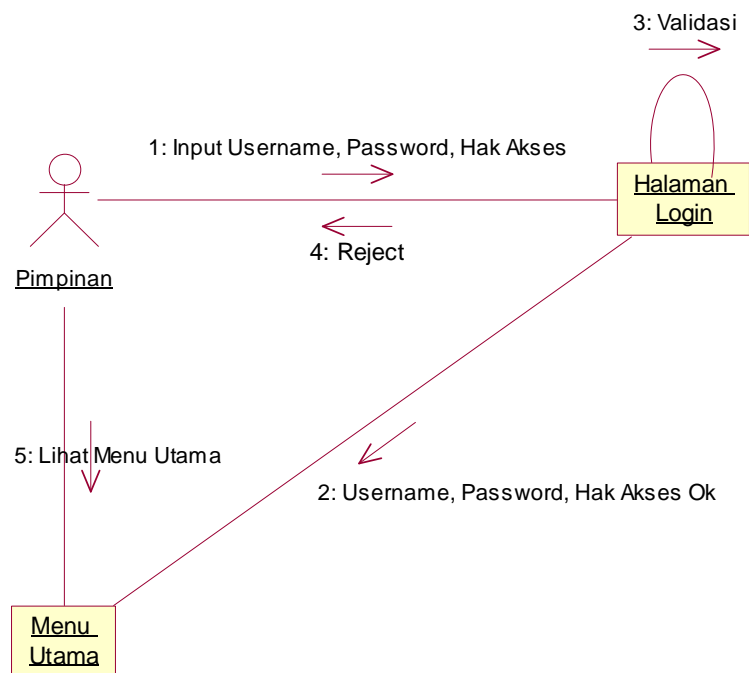 3: Validasi
1: Input Username, Password, Hak Akses
Halaman
Login
4: Reject
Pimpinan
5: Lihat Menu Utama
2: Username, Password, Hak Akses Ok
Menu
Utama